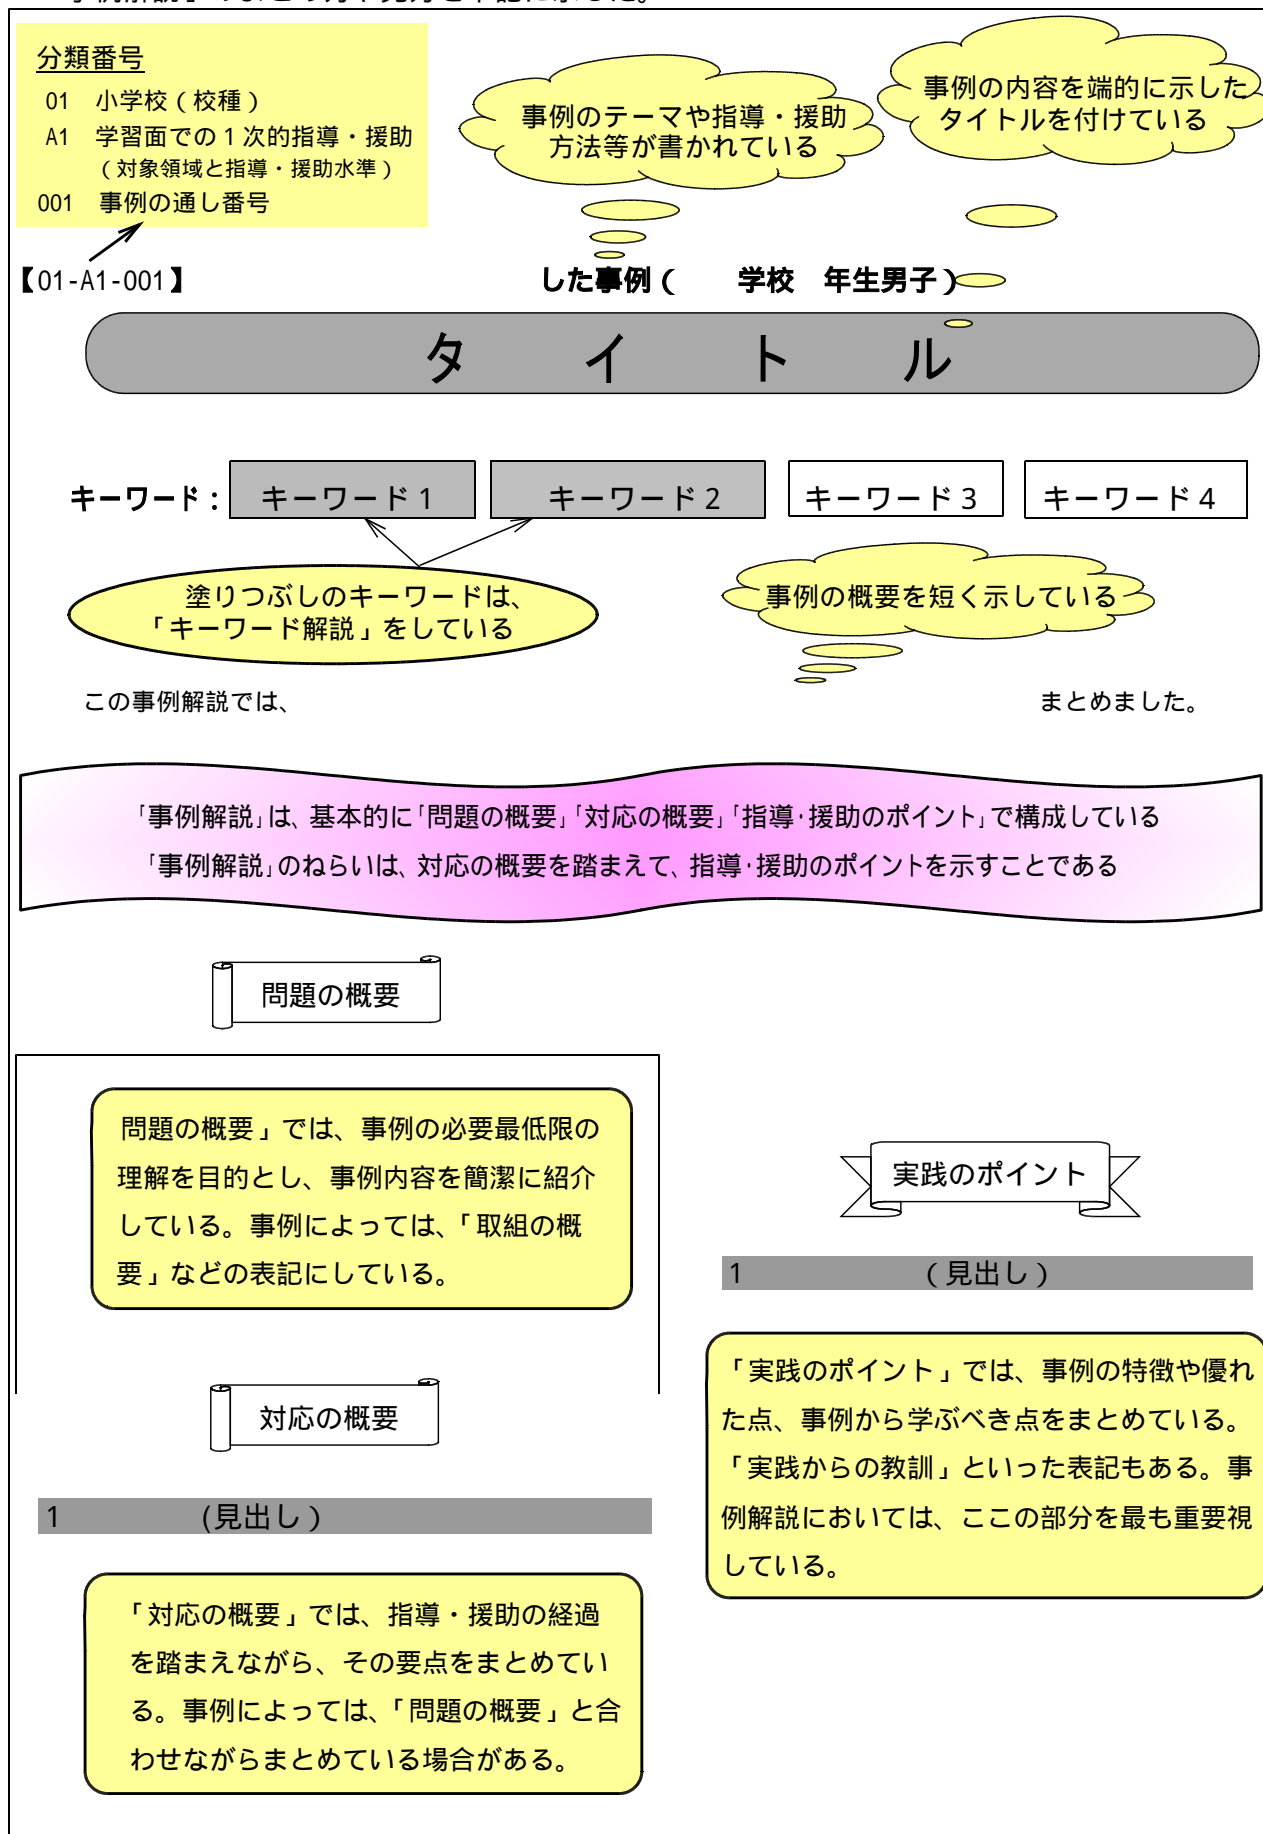 分類番号
01 小学校(校種)
A1 学習面での1次的指導・援助
(対象領域と指導・援助水準)
001 事例の通し番号
事例のテーマや指導・援助
方法等が書かれている
事例の内容を端的に示した
タイトルを付けている
【01-A1-001】 した事例( 学校 年生男子)
タイトル
キーワード: キーワード1 キーワード2 キーワード3 キーワード4
塗りつぶしのキーワードは、
「キーワード解説」をしている
事例の概要を短く示している
この事例解説では、 まとめました。
「事例解説」は、基本的に「問題の概要」「対応の概要」「指導・援助のポイント」で構成している
「事例解説」のねらいは、対応の概要を踏まえて、指導・援助のポイントを示すことである
問題の概要
問題の概要」では、事例の必要最低限の
理解を目的とし、事例内容を簡潔に紹介
している。事例によっては、「取組の概
要」などの表記にしている。
対応の概要
1 (見出し)
「対応の概要」では、指導・援助の経過
を踏まえながら、その要点をまとめてい
る。事例によっては、「問題の概要」と合
わせながらまとめている場合がある。
実践のポイント
1 (見出し)
「実践のポイント」では、事例の特徴や優れ
た点、事例から学ぶべき点をまとめている。
「実践からの教訓」といった表記もある。事
例解説においては、ここの部分を最も重要視
している。